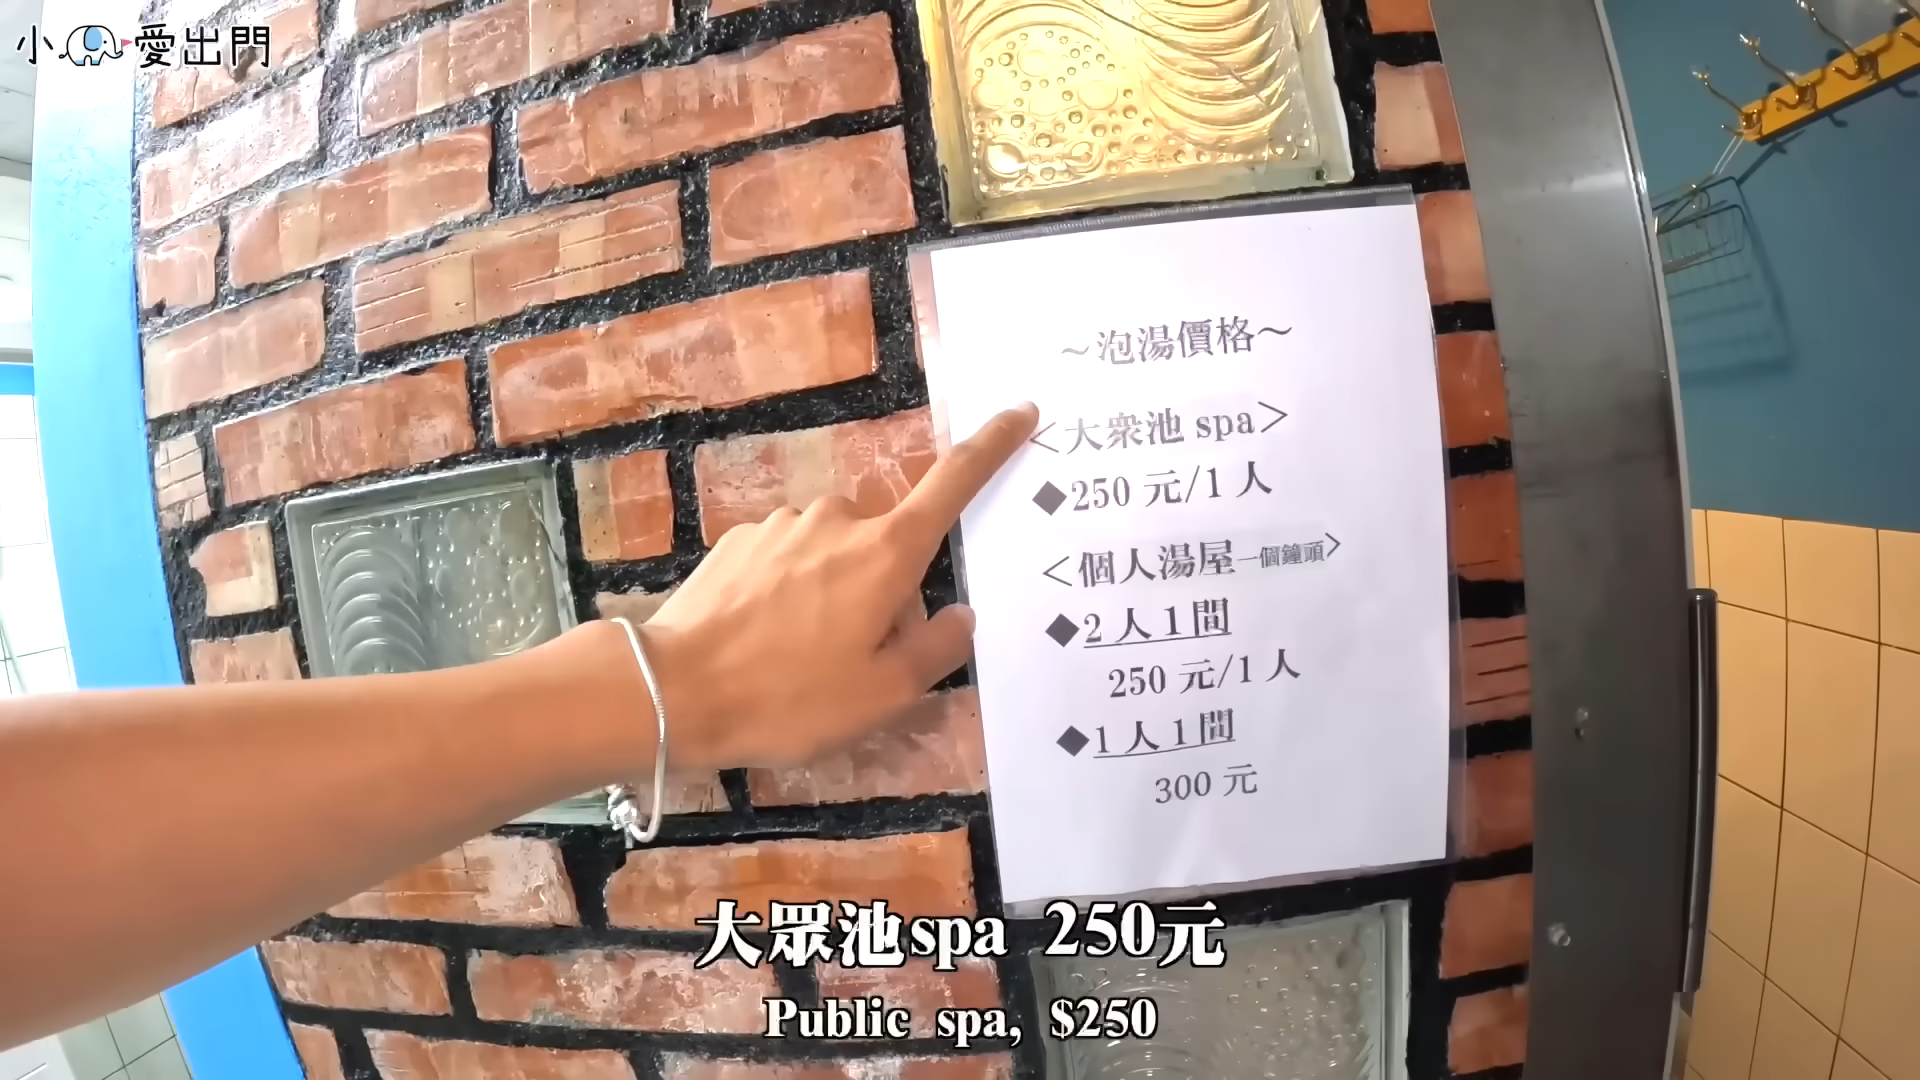 小愛出門
～泡湯價格～
＜大眾池 spa＞
◆250 元/1 人
＜個人湯屋一個鐘頭＞
◆2 人 1 間
250 元/1 人
◆1 人 1 間
300 元
大眾池spa 250元
Public spa, $250